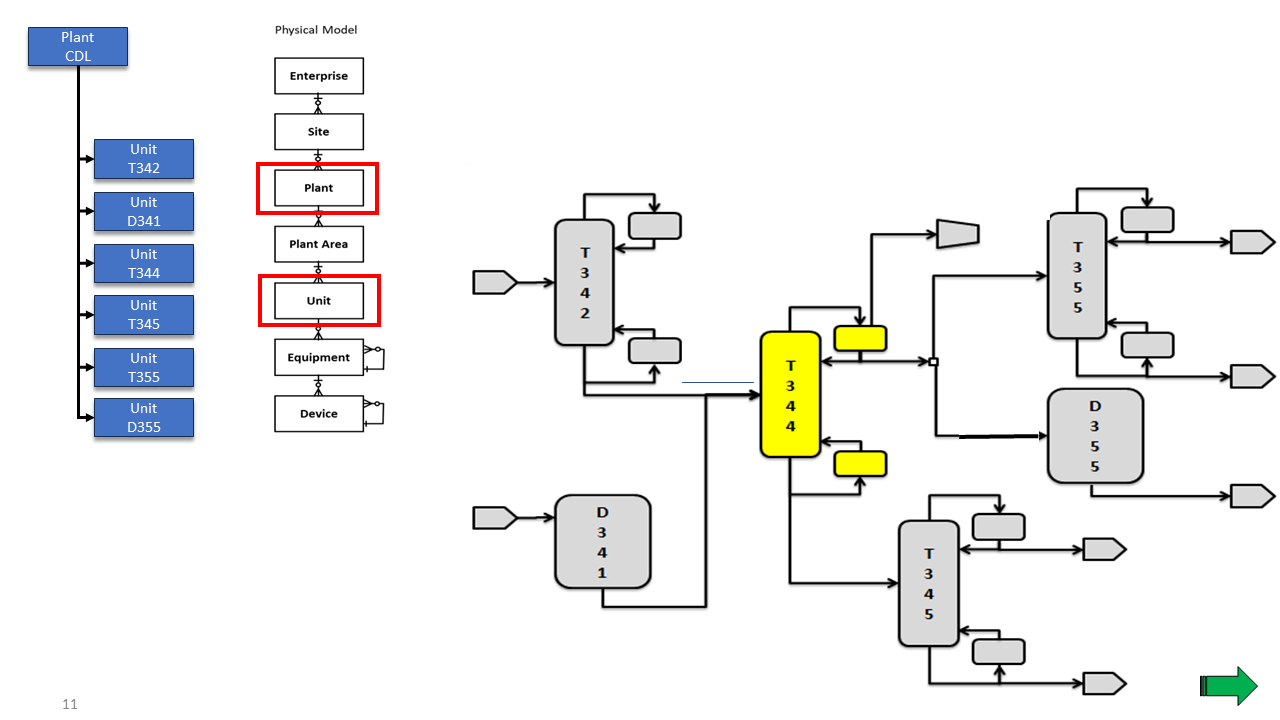 Plant
CDL
Unit
T342
Unit
D341
Unit
T344
Unit
T345
Unit
T355
Unit
D355
Physical Model
Enterprise
Site
Plant
Plant Area
Unit
Equipment
Device
T
3
4
2
D
3
4
1
T
3
4
4
T
3
5
5
D
3
5
5
T
3
4
5
11